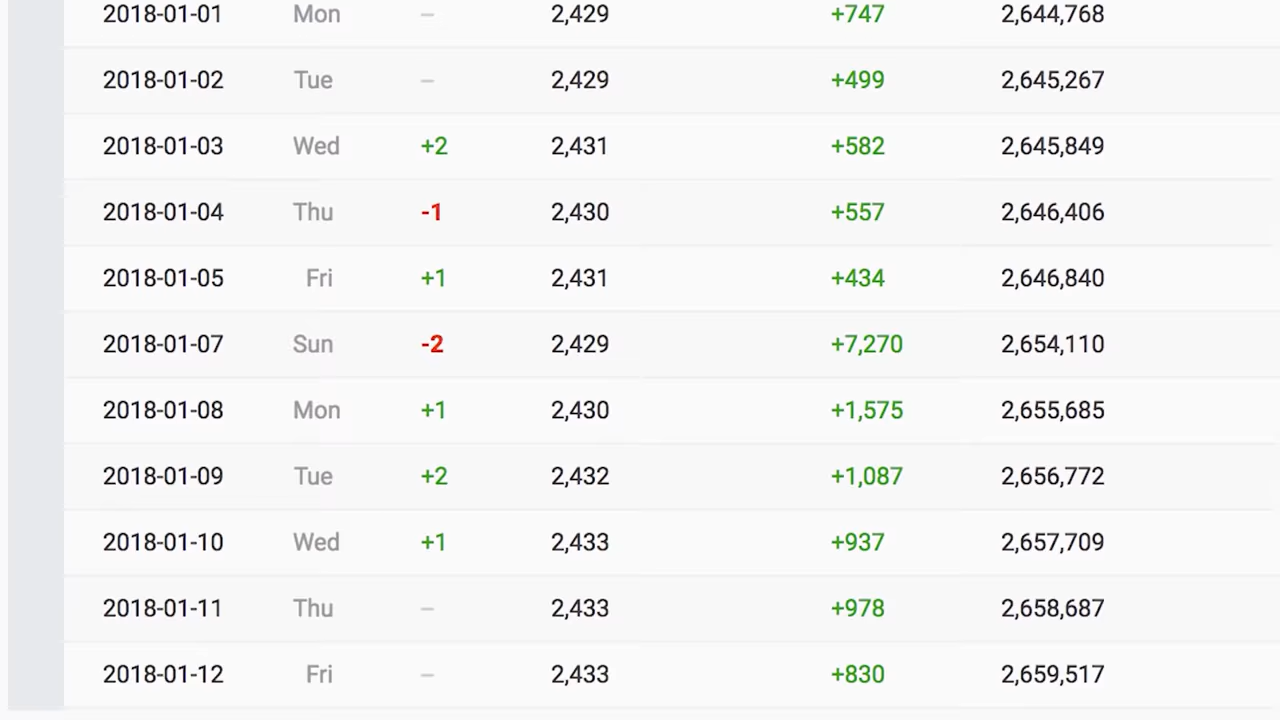 2018-01-01 Mon – 2,429 +747 2,644,768
2018-01-02 Tue – 2,429 +499 2,645,267
2018-01-03 Wed +2 2,431 +582 2,645,849
2018-01-04 Thu -1 2,430 +557 2,646,406
2018-01-05 Fri +1 2,431 +434 2,646,840
2018-01-07 Sun -2 2,429 +7,270 2,654,110
2018-01-08 Mon +1 2,430 +1,575 2,655,685
2018-01-09 Tue +2 2,432 +1,087 2,656,772
2018-01-10 Wed +1 2,433 +937 2,657,709
2018-01-11 Thu – 2,433 +978 2,658,687
2018-01-12 Fri – 2,433 +830 2,659,517